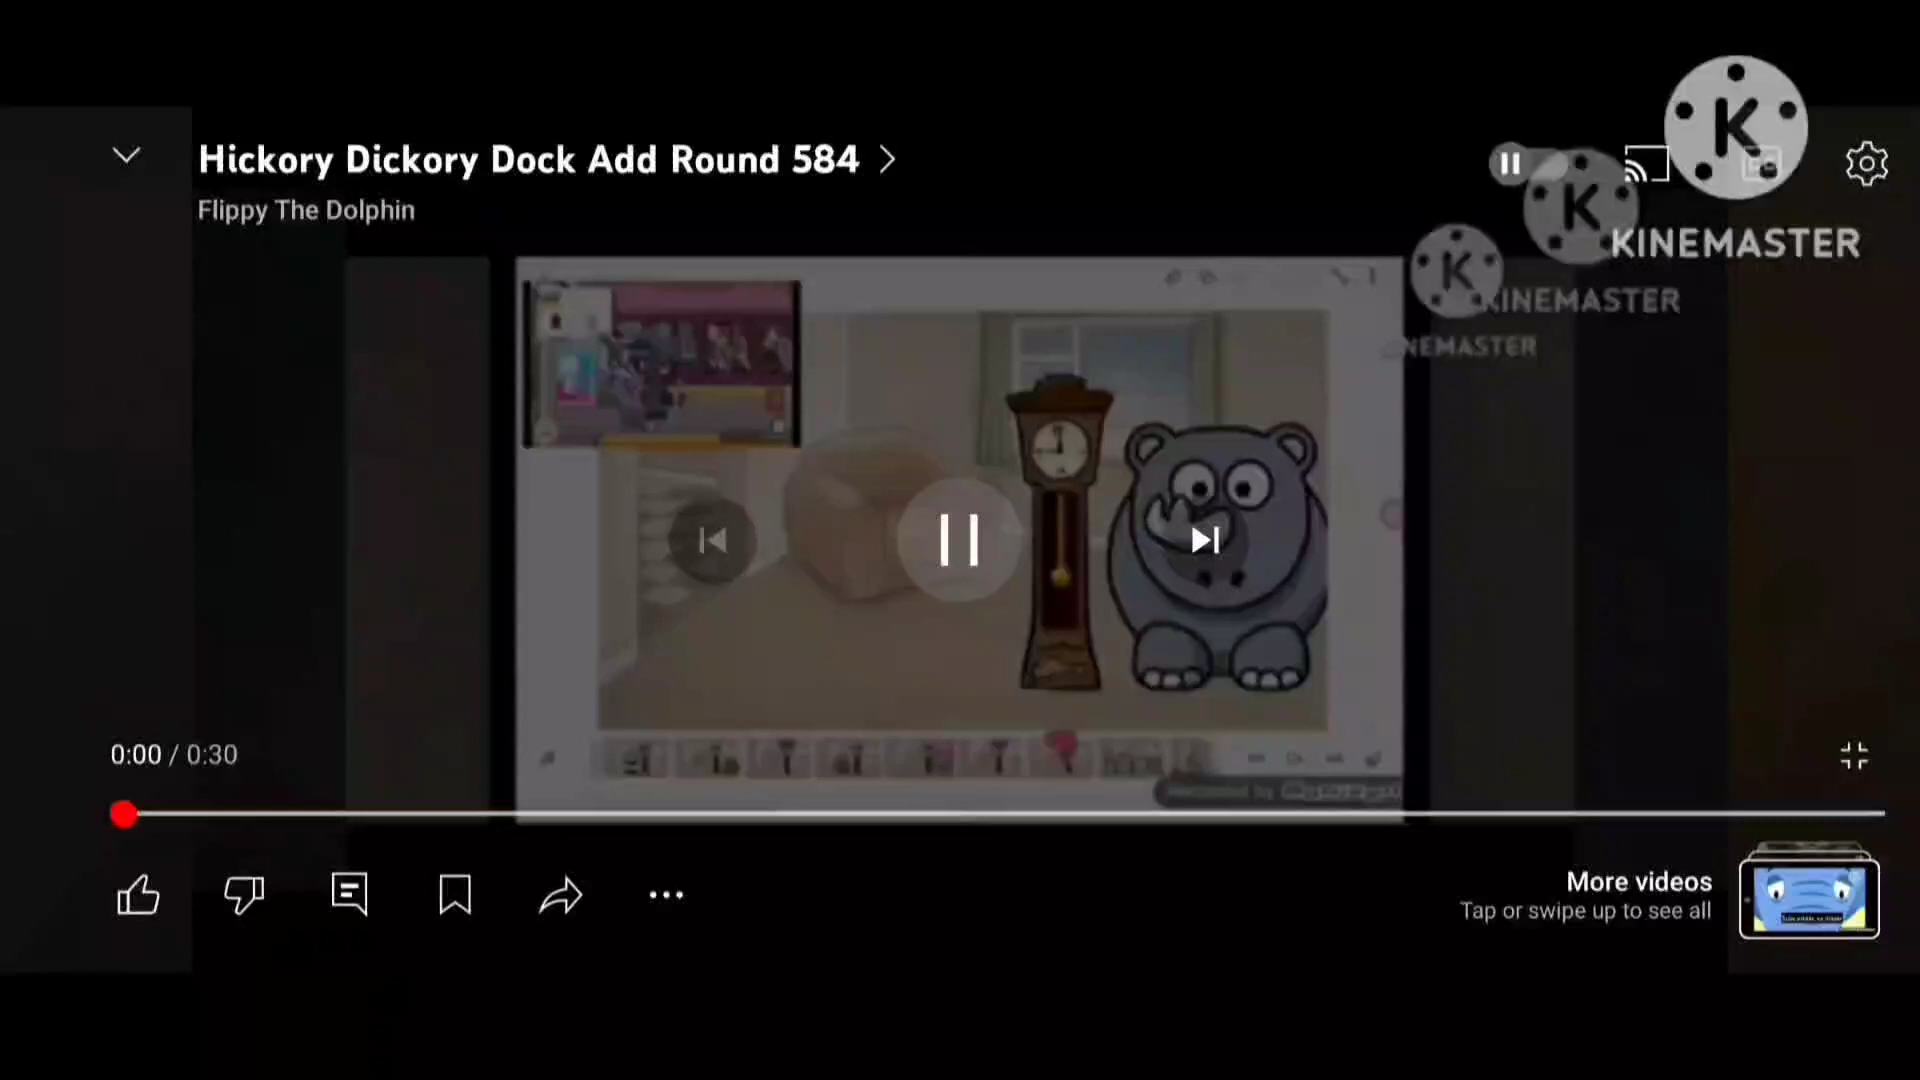 Hickory Dickory Dock Add Round 584
Flippy The Dolphin
K
KINEMASTER
K
KINEMASTER
K
NEMASTER
0:00 / 0:30
More videos
Tap or swipe up to see all